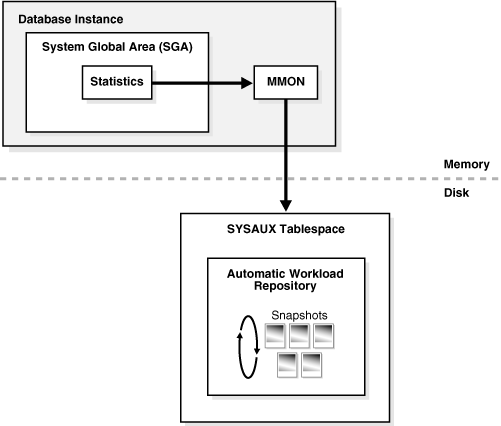 Database Instance
System Global Area (SGA)
Statistics
MMON
Memory
Disk
SYSAUX Tablespace
Automatic Workload
Repository
Snapshots